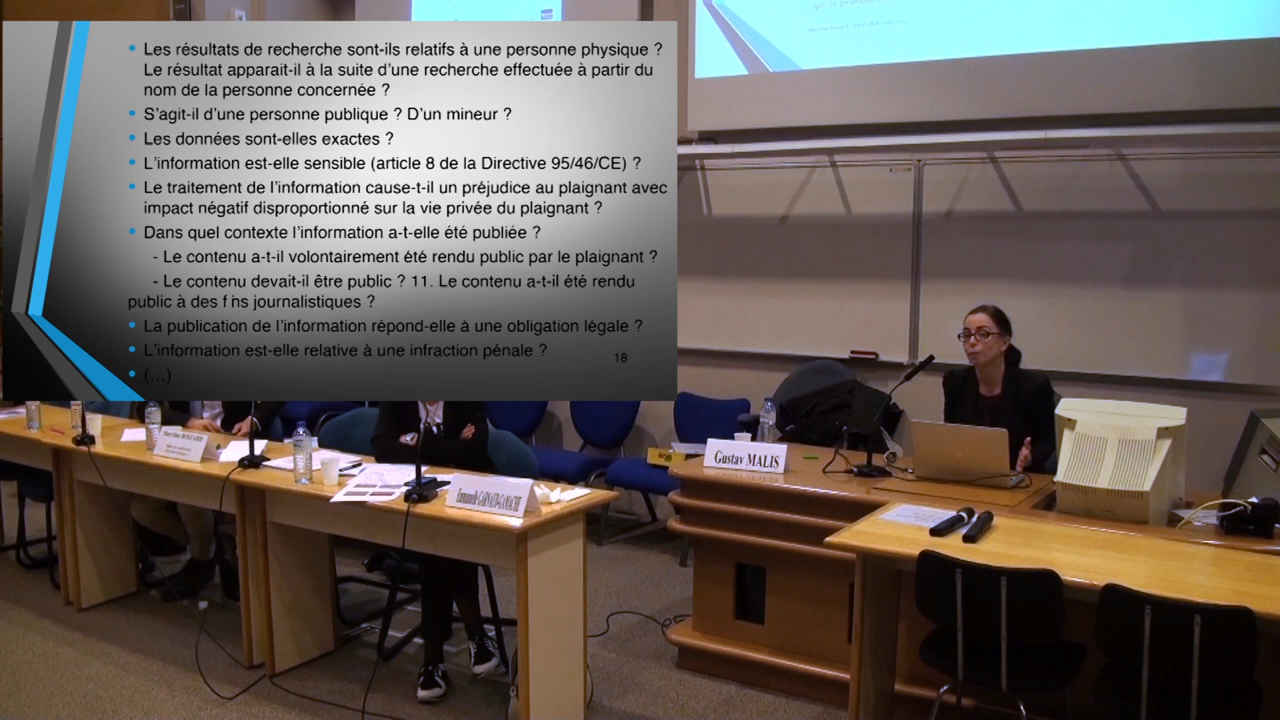 • Les résultats de recherche sont-ils relatifs à une personne physique ?
Le résultat apparait-il à la suite d'une recherche effectuée à partir du
nom de la personne concernée ?
• S'agit-il d'une personne publique ? D'un mineur ?
• Les données sont-elles exactes ?
• L'information est-elle sensible (article 8 de la Directive 95/46/CE) ?
• Le traitement de l'information cause-t-il un préjudice au plaignant avec
impact négatif disproportionné sur la vie privée du plaignant ?
• Dans quel contexte l'information a-t-elle été publiée ?
- Le contenu a-t-il volontairement été rendu public par le plaignant ?
- Le contenu devait-il être public ? 11. Le contenu a-t-il été rendu
public à des f ins journalistiques ?
• La publication de l'information répond-elle à une obligation légale ?
• L'information est-elle relative à une infraction pénale ?
18
• (…)
Gustav MALIS
Emmanuelle GARNAUD-GAMACHE